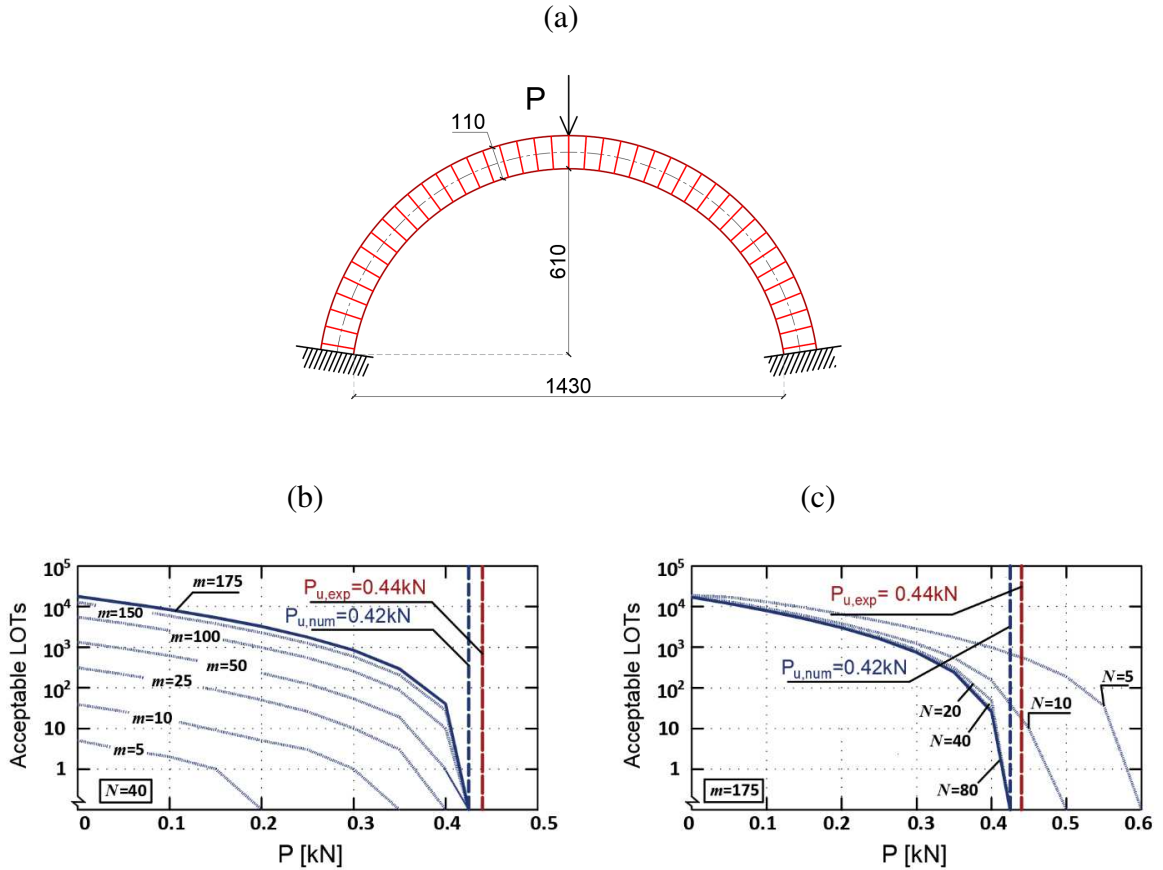 (a)
P
110
610
1430
(b)
(c)
Acceptable LOTs
10^5
10^4
10^3
10^2
10
1
m=175
m=150
m=100
m=50
m=25
m=10
m=5
P_{u,exp}=0.44kN
P_{u,num}=0.42kN
N=40
0 0.1 0.2 0.3 0.4 0.5
P [kN]
Acceptable LOTs
10^5
10^4
10^3
10^2
10
1
P_{u,exp}= 0.44kN
P_{u,num}=0.42kN
N=5
N=10
N=20
N=40
N=80
m=175
0 0.1 0.2 0.3 0.4 0.5 0.6
P [kN]